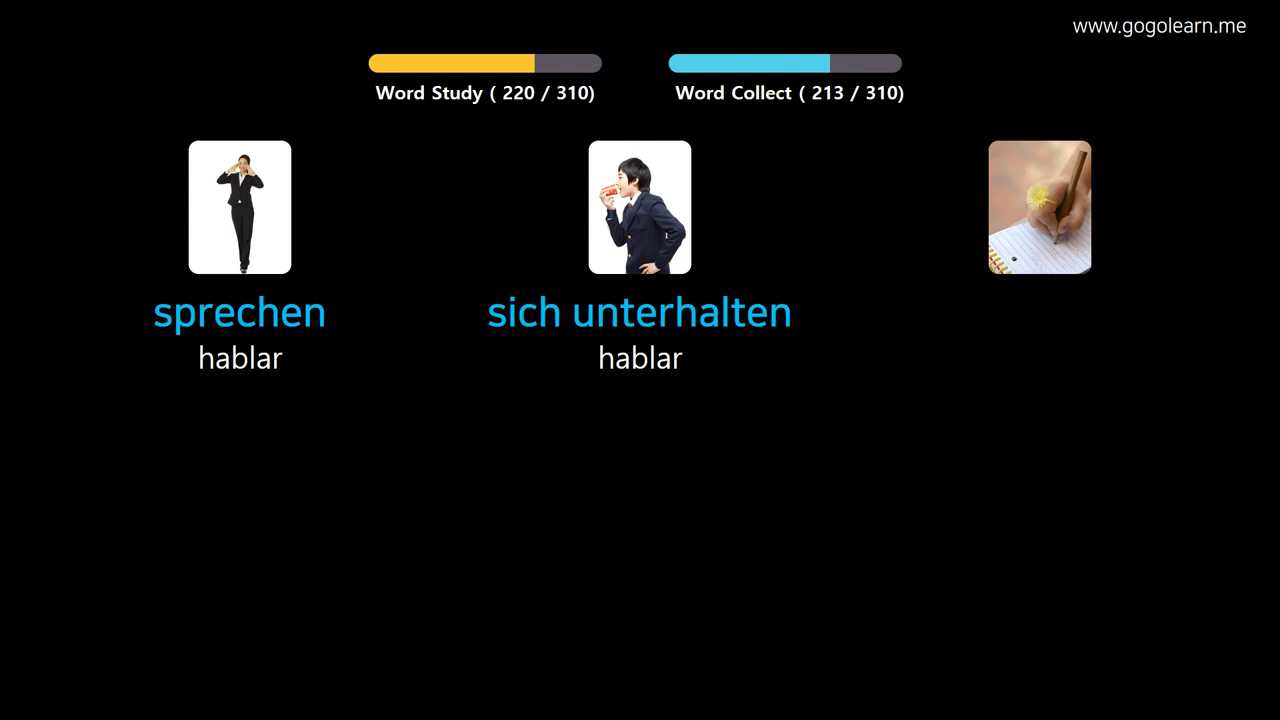 www.gogolearn.me
Word Study ( 220 / 310)
Word Collect ( 213 / 310)
sprechen
hablar
sich unterhalten
hablar